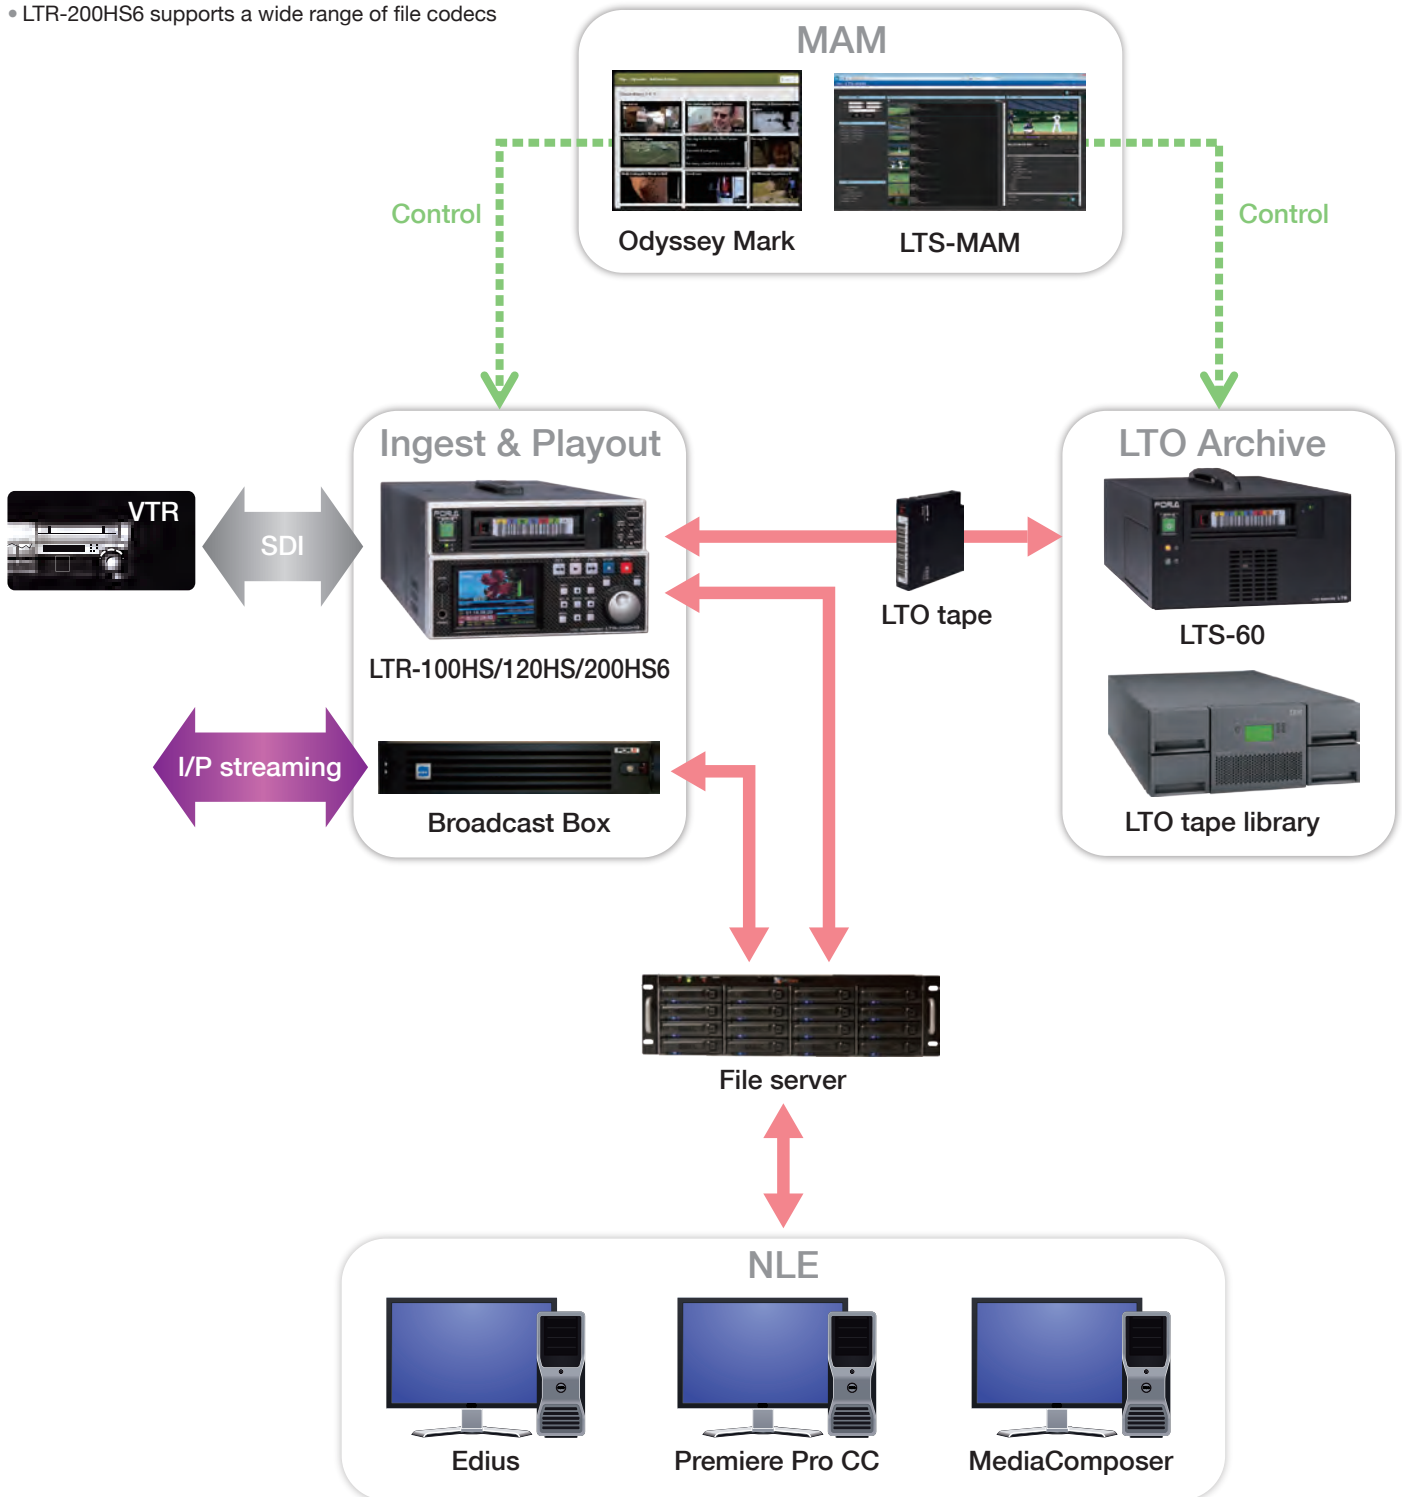 • LTR-200HS6 supports a wide range of file codecs
MAM
Odyssey Mark
LTS-MAM
Control
Control
Ingest & Playout
LTO Archive
VTR
SDI
LTO tape
LTS-60
LTR-100HS/120HS/200HS6
I/P streaming
Broadcast Box
LTO tape library
File server
NLE
Edius
Premiere Pro CC
MediaComposer